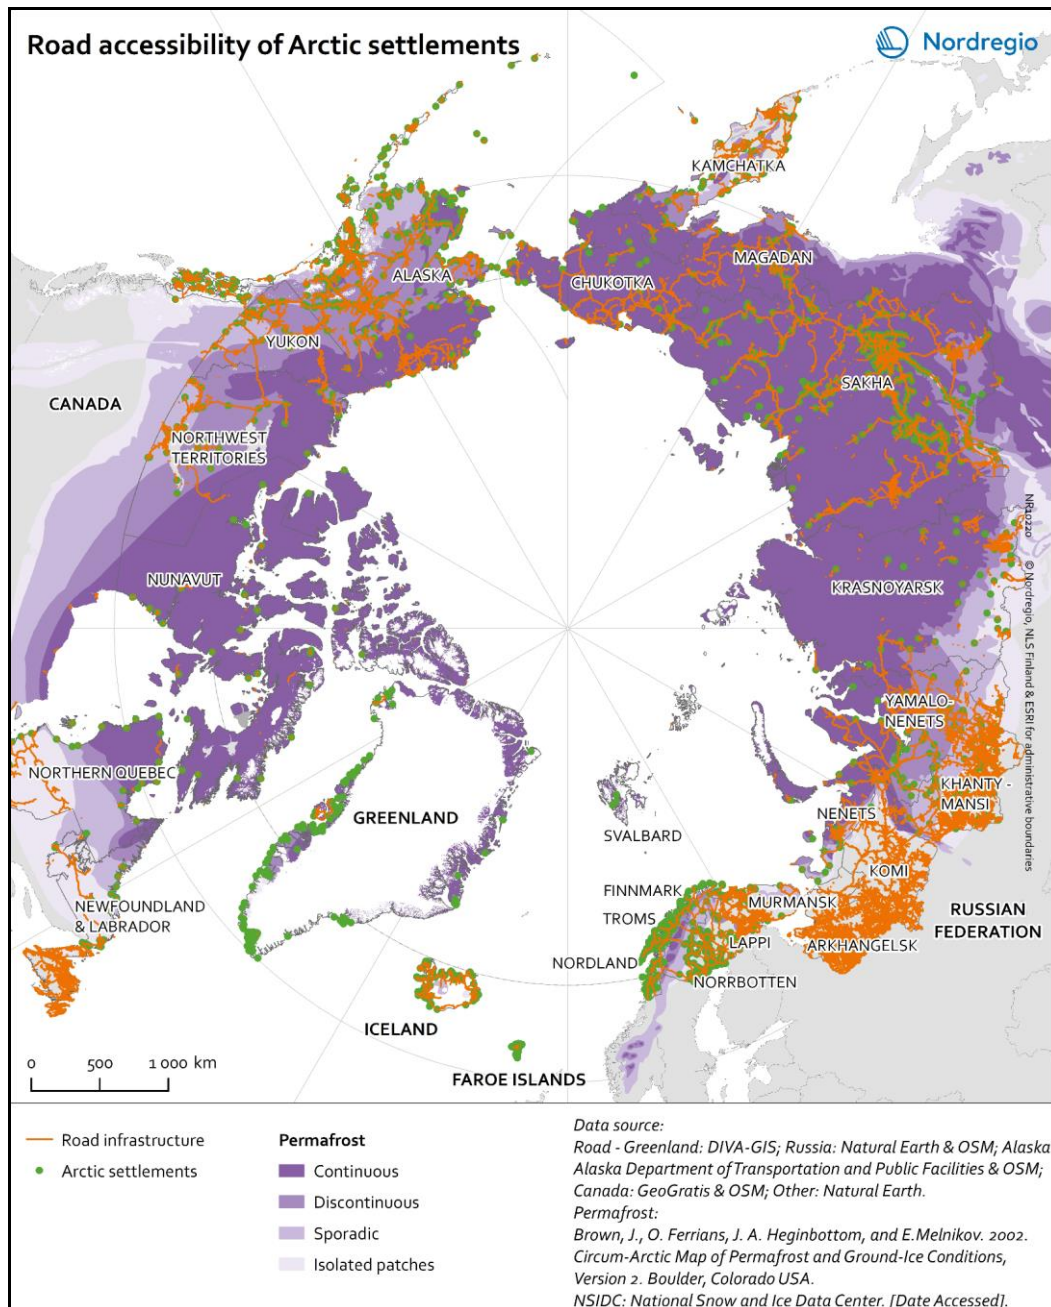 Road accessibility of Arctic settlements
Nordregio
KAMCHATKA
MAGADAN
ALASKA
CHUKOTKA
YUKON
SAKHA
CANADA
NORTHWEST
TERRITORIES
NR10220 © Nordregio, NLS Finland & ESRI for administrative boundaries
NUNAVUT
KRASNOYARSK
YAMALO-
NENETS
NORTHERN QUEBEC
KHANTY -
MANSI
GREENLAND
NENETS
SVALBARD
KOMI
FINNMARK
MURMANSK
NEWFOUNDLAND
& LABRADOR
TROMS
RUSSIAN
FEDERATION
LAPPI
ARKHANGELSK
NORDLAND
NORRBOTTEN
ICELAND
0 500 1 000 km
FAROE ISLANDS
Road infrastructure
Arctic settlements
Permafrost
Continuous
Discontinuous
Sporadic
Isolated patches
Data source:
Road - Greenland: DIVA-GIS; Russia: Natural Earth & OSM; Alaska
Alaska Department of Transportation and Public Facilities & OSM;
Canada: GeoGratis & OSM; Other: Natural Earth.
Permafrost:
Brown, J., O. Ferrians, J. A. Heginbottom, and E.Melnikov. 2002.
Circum-Arctic Map of Permafrost and Ground-Ice Conditions,
Version 2. Boulder, Colorado USA.
NSIDC: National Snow and Ice Data Center. [Date Accessed].